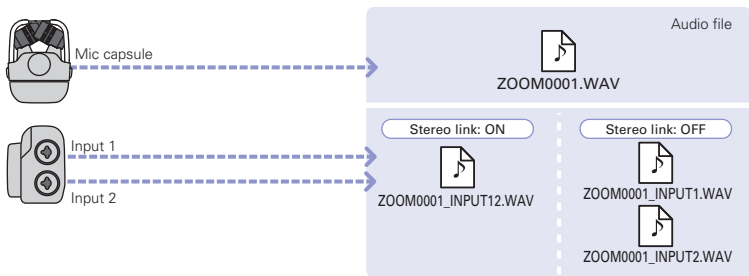 Audio file
Mic capsule
ZOOM0001.WAV
Stereo link: ON
Stereo link: OFF
Input 1
Input 2
ZOOM0001_INPUT12.WAV
ZOOM0001_INPUT1.WAV
ZOOM0001_INPUT2.WAV